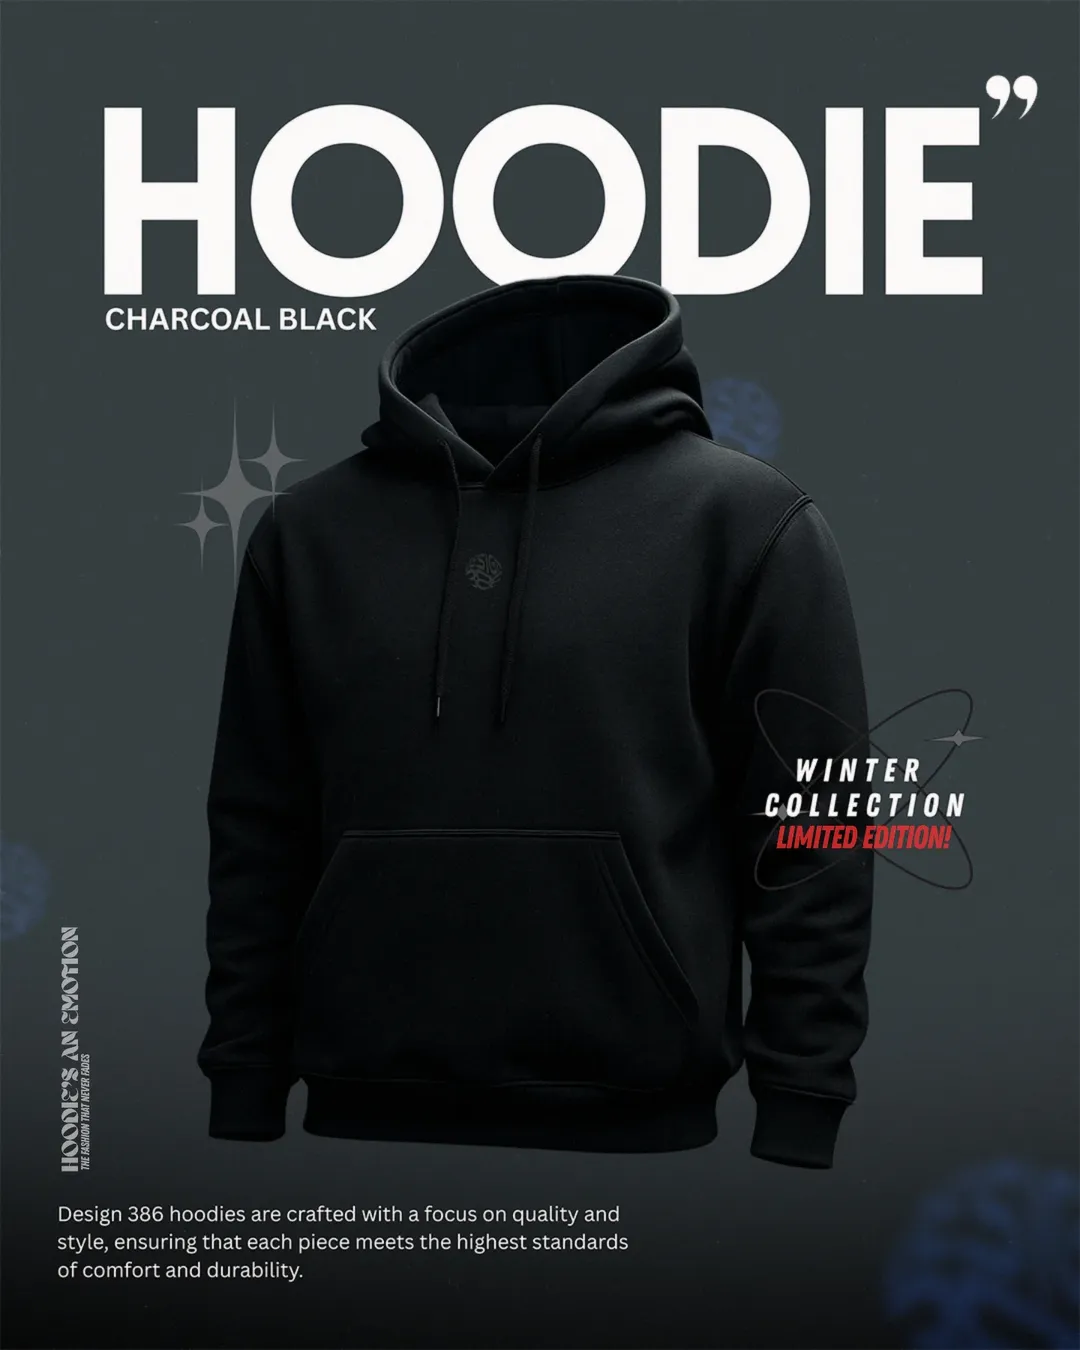 HOODIE”
CHARCOAL BLACK
WINTER
COLLECTION
LIMITED EDITION!
HOODIE'S AN EMOTION
THE FASHION THAT NEVER FADES
Design 386 hoodies are crafted with a focus on quality and
style, ensuring that each piece meets the highest standards
of comfort and durability.